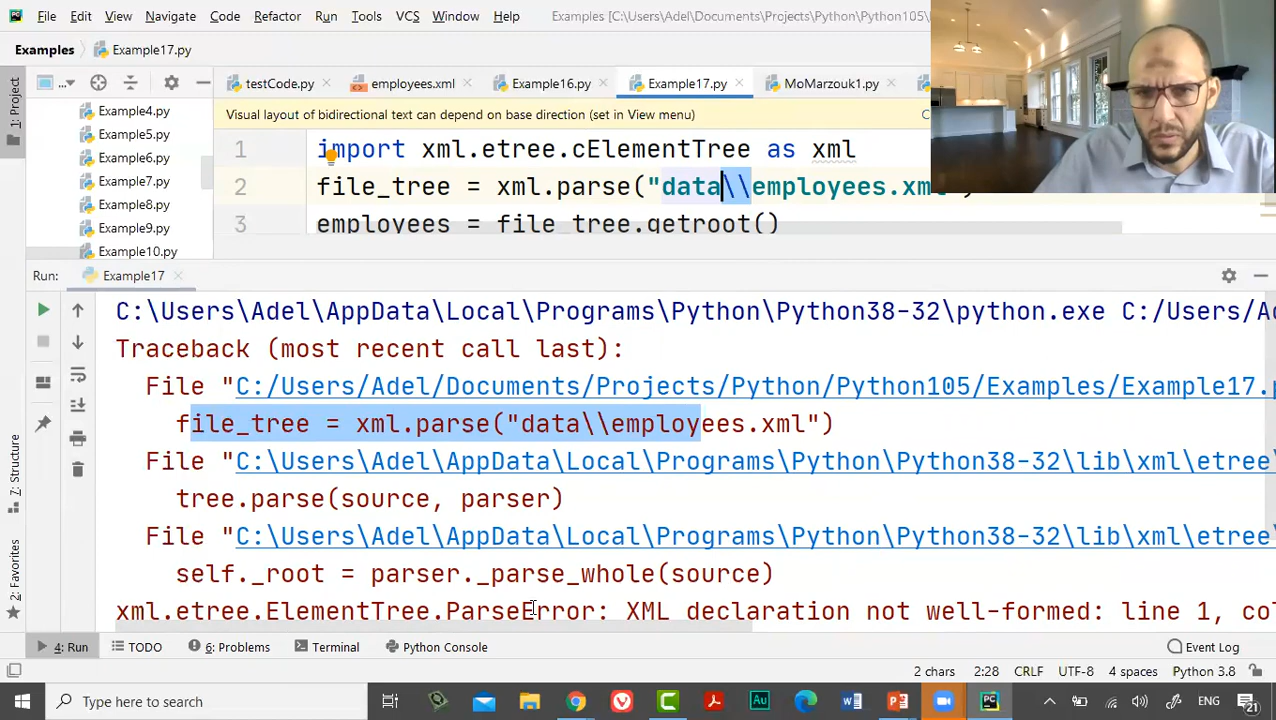 File Edit View Navigate Code Refactor Run Tools VCS Window Help Examples [C:\Users\Adel\Documents\Projects\Python\Python105\
Examples Example17.py
1: Project
testCode.py employees.xml Example16.py Example17.py MoMarzouk1.py
Example4.py
Example5.py
Example6.py
Example7.py
Example8.py
Example9.py
Example10.py
Visual layout of bidirectional text can depend on base direction (set in View menu)
1 import xml.etree.cElementTree as xml
2 file_tree = xml.parse("data\\employees.xm
3 employees = file_tree.getroot()
Run: Example17
C:\Users\Adel\AppData\Local\Programs\Python\Python38-32\python.exe C:/Users/A
Traceback (most recent call last):
File "C:/Users/Adel/Documents/Projects/Python/Python105/Examples/Example17.p
file_tree = xml.parse("data\\employees.xml")
File "C:\Users\Adel\AppData\Local\Programs\Python\Python38-32\lib\xml\etree\
tree.parse(source, parser)
File "C:\Users\Adel\AppData\Local\Programs\Python\Python38-32\lib\xml\etree
self._root = parser._parse_whole(source)
xml.etree.ElementTree.ParseError: XML declaration not well-formed: line 1, co
7: Structure
2: Favorites
4: Run TODO 6: Problems Terminal Python Console Event Log
2 chars 2:28 CRLF UTF-8 4 spaces Python 3.8
Type here to search ENG 21